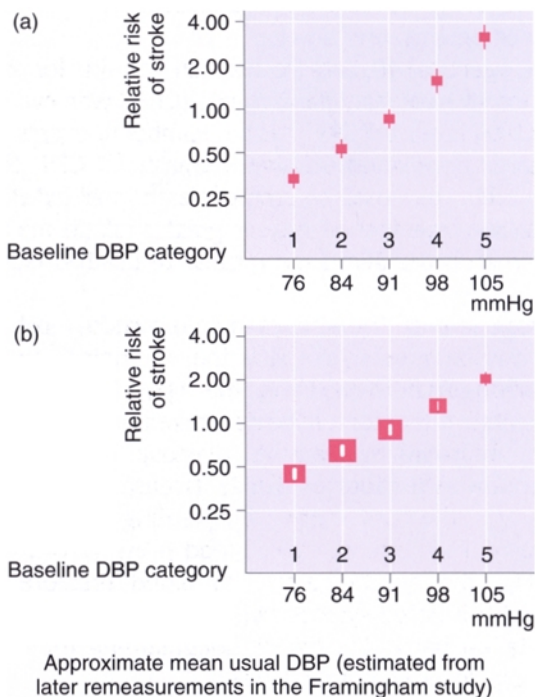 (a)
Relative risk
of stroke
4.00
2.00
1.00
0.50
0.25
Baseline DBP category
1 2 3 4 5
76 84 91 98 105
mmHg
(b)
Relative risk
of stroke
4.00
2.00
1.00
0.50
0.25
Baseline DBP category
1 2 3 4 5
76 84 91 98 105
mmHg
Approximate mean usual DBP (estimated from
later remeasurements in the Framingham study)